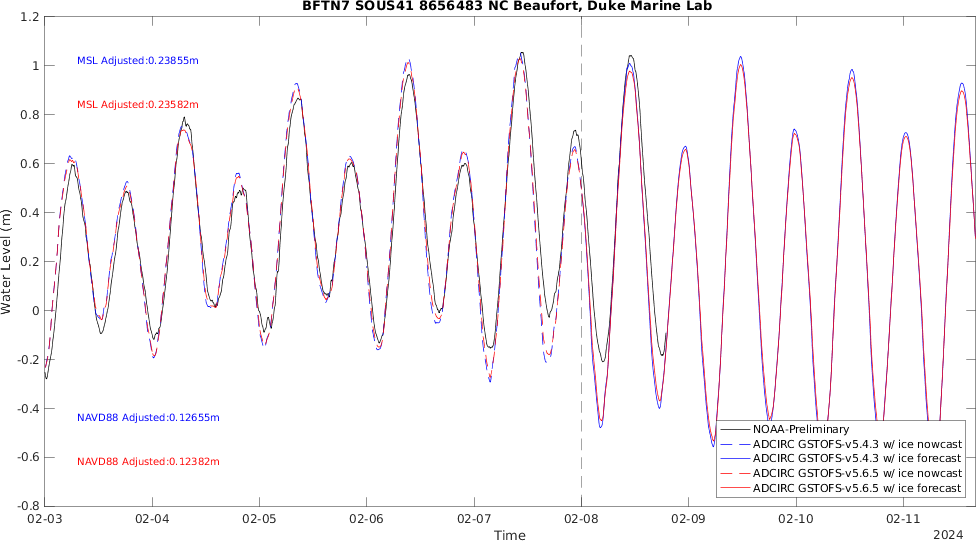 BFTN7 SOUS41 8656483 NC Beaufort, Duke Marine Lab
1.2
1
0.8
0.6
0.4
0.2
0
-0.2
-0.4
-0.6
-0.8
Water Level (m)
MSL Adjusted:0.23855m
MSL Adjusted:0.23582m
NAVD88 Adjusted:0.12655m
NAVD88 Adjusted:0.12382m
NOAA-Preliminary
ADCIRC GSTOFS-v5.4.3 w/ ice nowcast
ADCIRC GSTOFS-v5.4.3 w/ ice forecast
ADCIRC GSTOFS-v5.6.5 w/ ice nowcast
ADCIRC GSTOFS-v5.6.5 w/ ice forecast
02-03 02-04 02-05 02-06 02-07 02-08 02-09 02-10 02-11
Time
2024